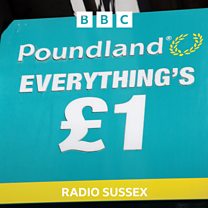 BBC
Poundland®
EVERYTHING'S
£1
RADIO SUSSEX